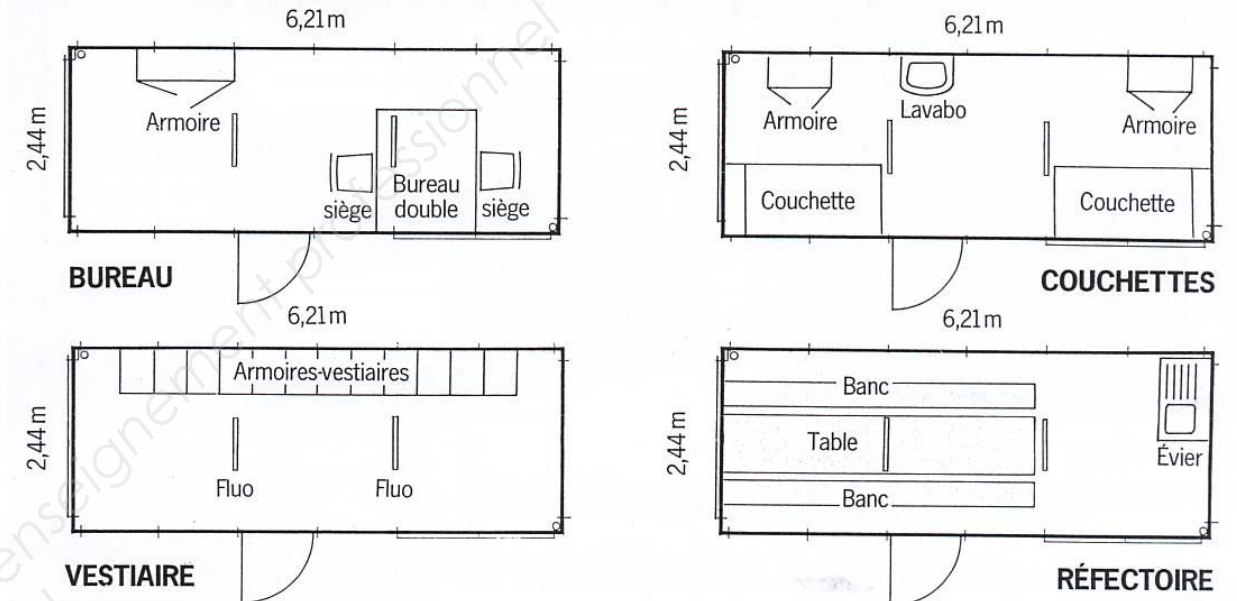 6,21 m
2,44 m
Armoire
siège
Bureau
double
siège
BUREAU
6,21 m
2,44 m
Armoire
Lavabo
Armoire
Couchette
Couchette
COUCHETTES
6,21 m
2,44 m
Armoires-vestiaires
Fluo
Fluo
VESTIAIRE
6,21 m
2,44 m
Banc
Table
Banc
Évier
RÉFECTOIRE
enseignement professionnel